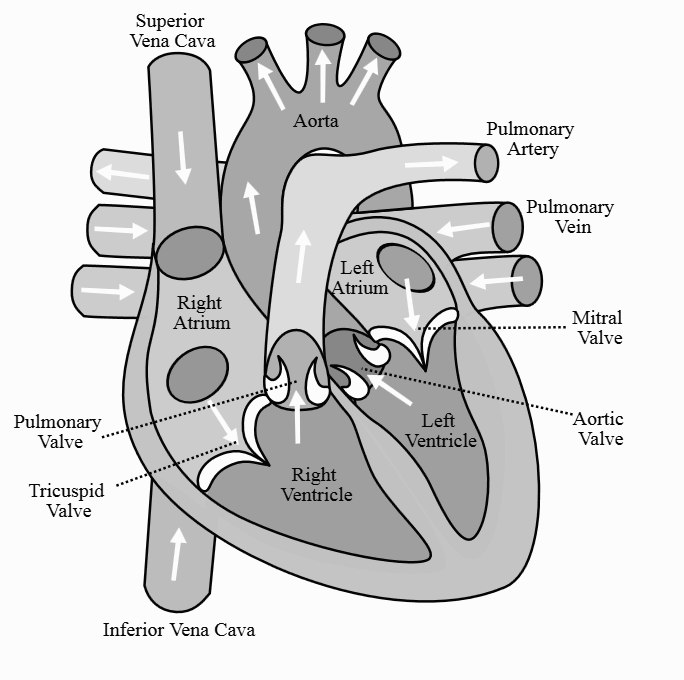 Superior
Vena Cava
Aorta
Pulmonary
Artery
Pulmonary
Vein
Left
Atrium
Right
Atrium
Mitral
Valve
Pulmonary
Valve
Left
Ventricle
Aortic
Valve
Tricuspid
Valve
Right
Ventricle
Inferior Vena Cava